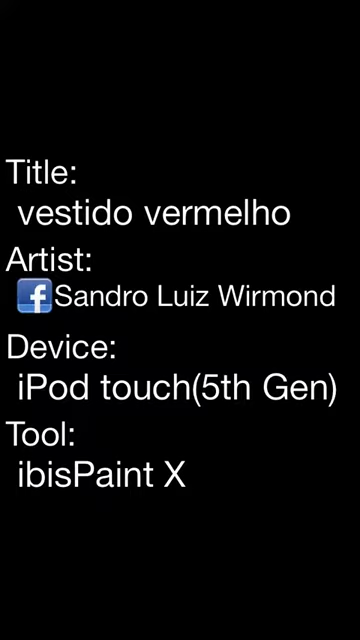 Title:
vestido vermelho
Artist:
Sandro Luiz Wirmond
Device:
iPod touch(5th Gen)
Tool:
ibisPaint X